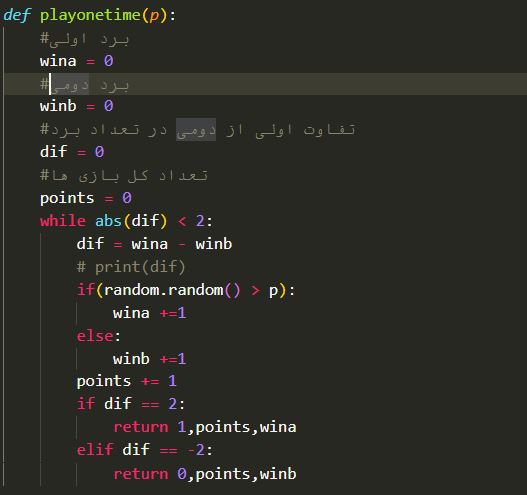 def playonetime(p):
    #برد اولی
    wina = 0
    #برد دومی
    winb = 0
    #تفاوت اولی از دومی در تعداد برد
    dif = 0
    #تعداد کل بازی ها
    points = 0
    while abs(dif) < 2:
        dif = wina - winb
        # print(dif)
        if(random.random() > p):
            wina +=1
        else:
            winb +=1
        points += 1
        if dif == 2:
            return 1,points,wina
        elif dif == -2:
            return 0,points,winb